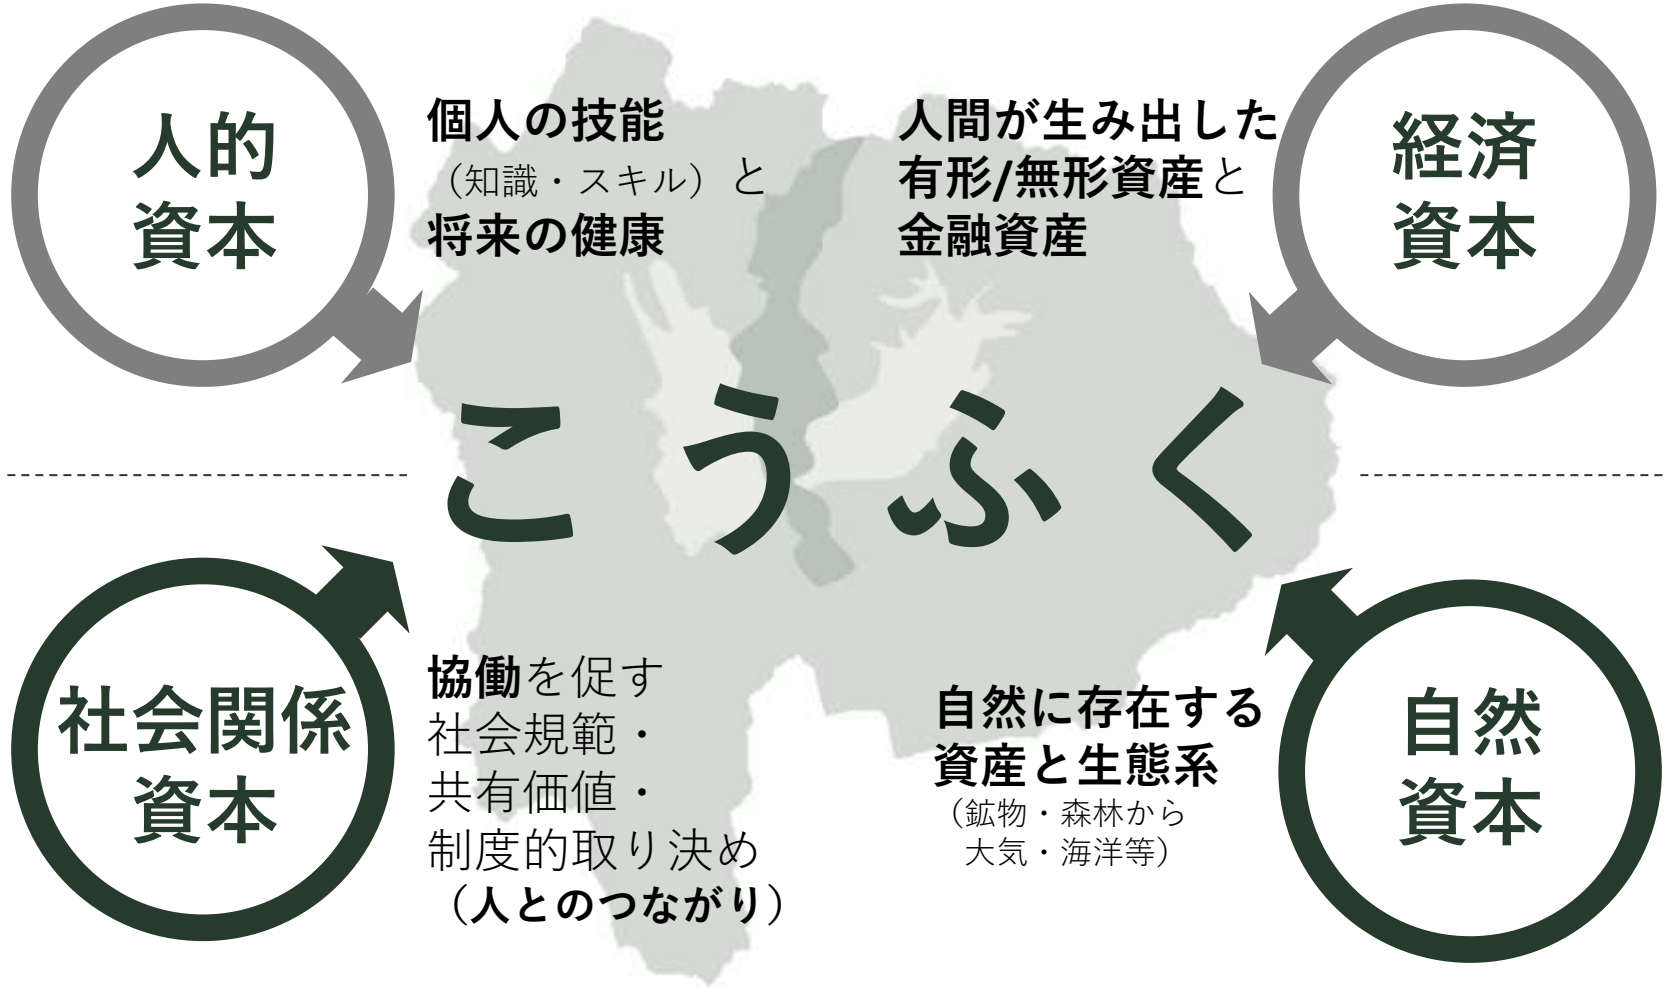 人的
資本
個人の技能
（知識・スキル）と
将来の健康
人間が生み出した
有形/無形資産と
金融資産
経済
資本
こうふく
社会関係
資本
協働を促す
社会規範・
共有価値・
制度的取り決め
（人とのつながり）
自然に存在する
資産と生態系
（鉱物・森林から
大気・海洋等）
自然
資本